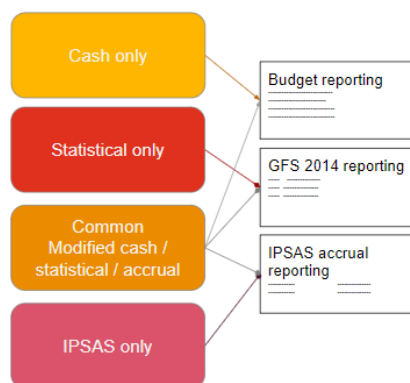 Cash only
Budget reporting
Statistical only
GFS 2014 reporting
Common
Modified cash /
statistical / accrual
IPSAS accrual
reporting
IPSAS only